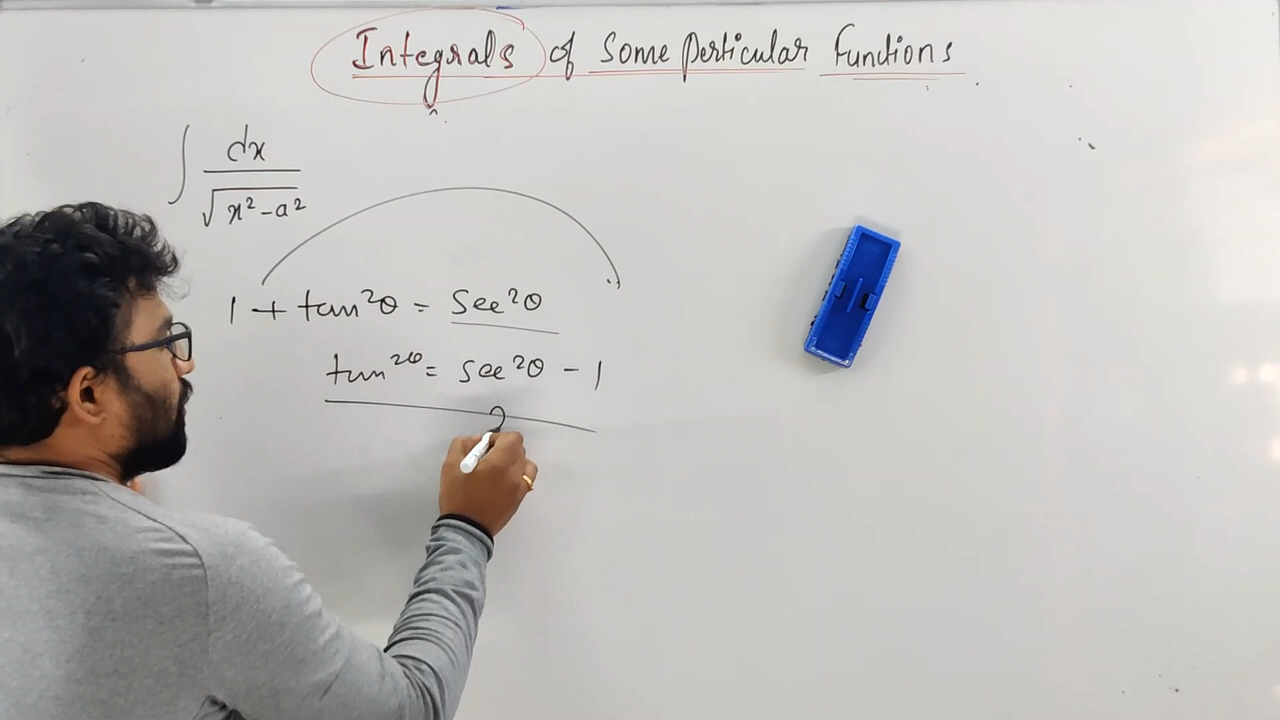 Integrals of Some perticular Functions
∫ dx / √(x² - a²)
1 + tan²θ = sec²θ
tan²θ = sec²θ - 1